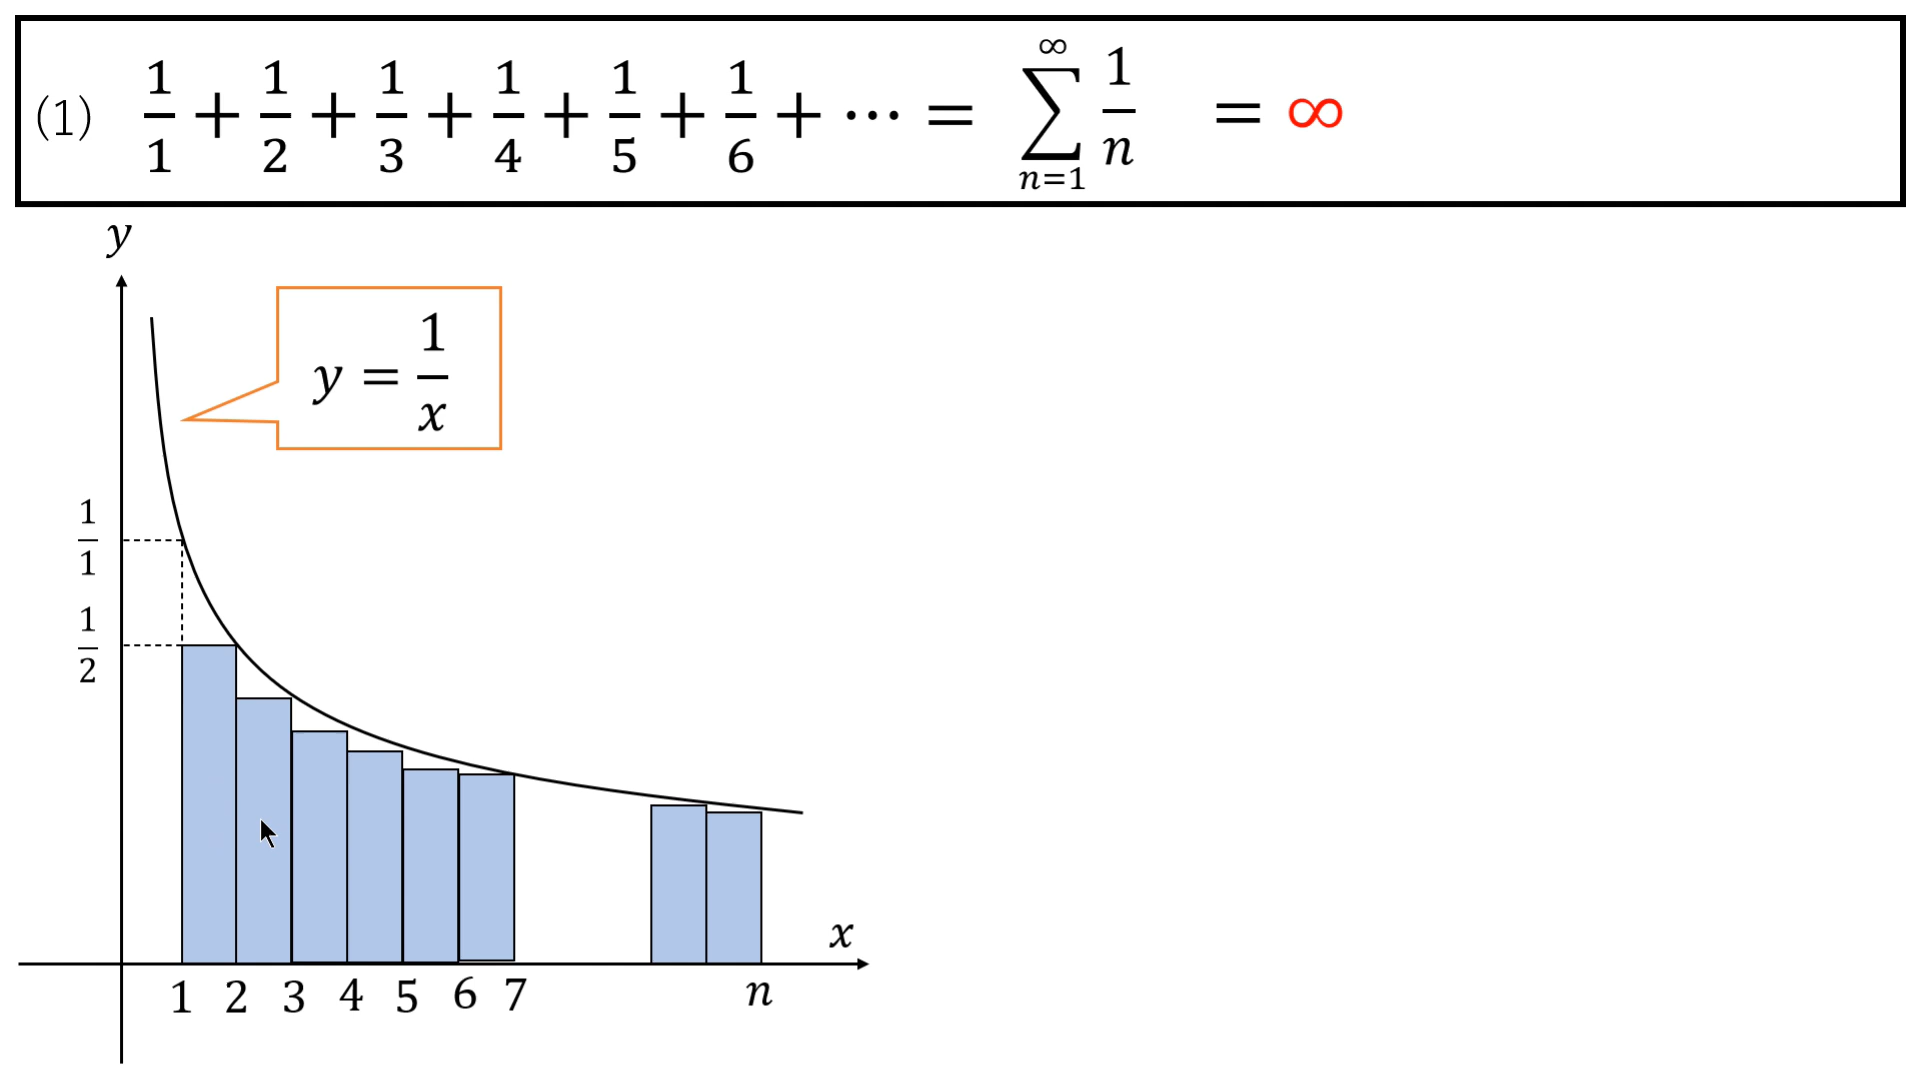 (1) 1/1 + 1/2 + 1/3 + 1/4 + 1/5 + 1/6 + ⋯ = ∑_{n=1}^{∞} 1/n = ∞
y
y = 1/x
1/1
1/2
x
1 2 3 4 5 6 7 n